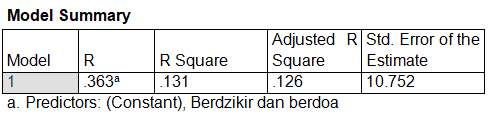 Model Summary
Model R R Square Adjusted R Square Std. Error of the Estimate
1 .363a .131 .126 10.752
a. Predictors: (Constant), Berdzikir dan berdoa